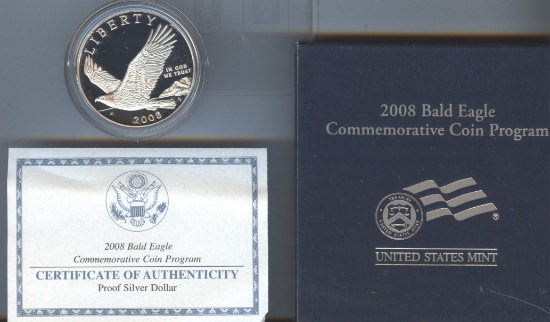 LIBERTY
IN GOD
WE TRUST
2008
2008 Bald Eagle
Commemorative Coin Program
UNITED STATES MINT
2008 Bald Eagle
Commemorative Coin Program
CERTIFICATE OF AUTHENTICITY
Proof Silver Dollar